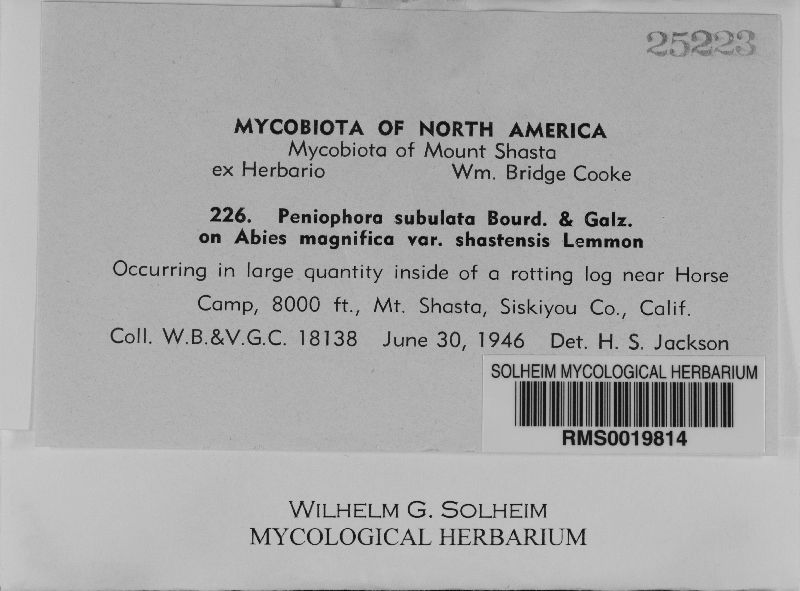 25223
MYCOBIOTA OF NORTH AMERICA
Mycobiota of Mount Shasta
ex Herbario Wm. Bridge Cooke
226. Peniophora subulata Bourd. & Galz.
on Abies magnifica var. shastensis Lemmon
Occurring in large quantity inside of a rotting log near Horse
Camp, 8000 ft., Mt. Shasta, Siskiyou Co., Calif.
Coll. W.B.&V.G.C. 18138 June 30, 1946 Det. H. S. Jackson
SOLHEIM MYCOLOGICAL HERBARIUM
RMS0019814
WILHELM G. SOLHEIM
MYCOLOGICAL HERBARIUM